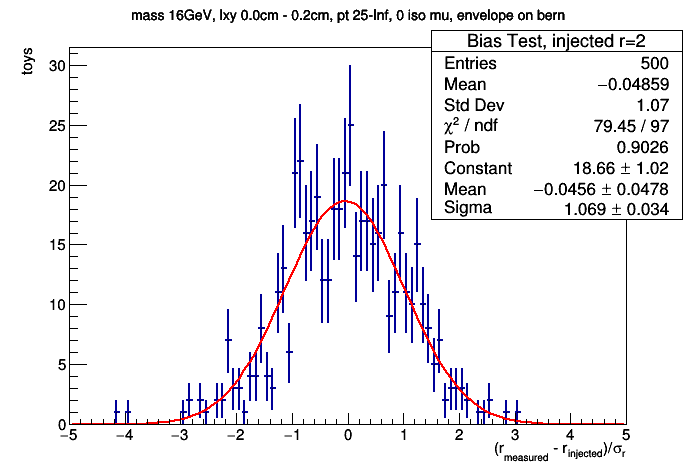 mass 16GeV, lxy 0.0cm - 0.2cm, pt 25-Inf, 0 iso mu, envelope on bern
toys
Bias Test, injected r=2
Entries 500
Mean −0.04859
Std Dev 1.07
χ² / ndf 79.45 / 97
Prob 0.9026
Constant 18.66 ± 1.02
Mean −0.0456 ± 0.0478
Sigma 1.069 ± 0.034
30
25
20
15
10
5
0
−5 −4 −3 −2 −1 0 1 2 3 4 5
(r_measured - r_injected)/σ_r